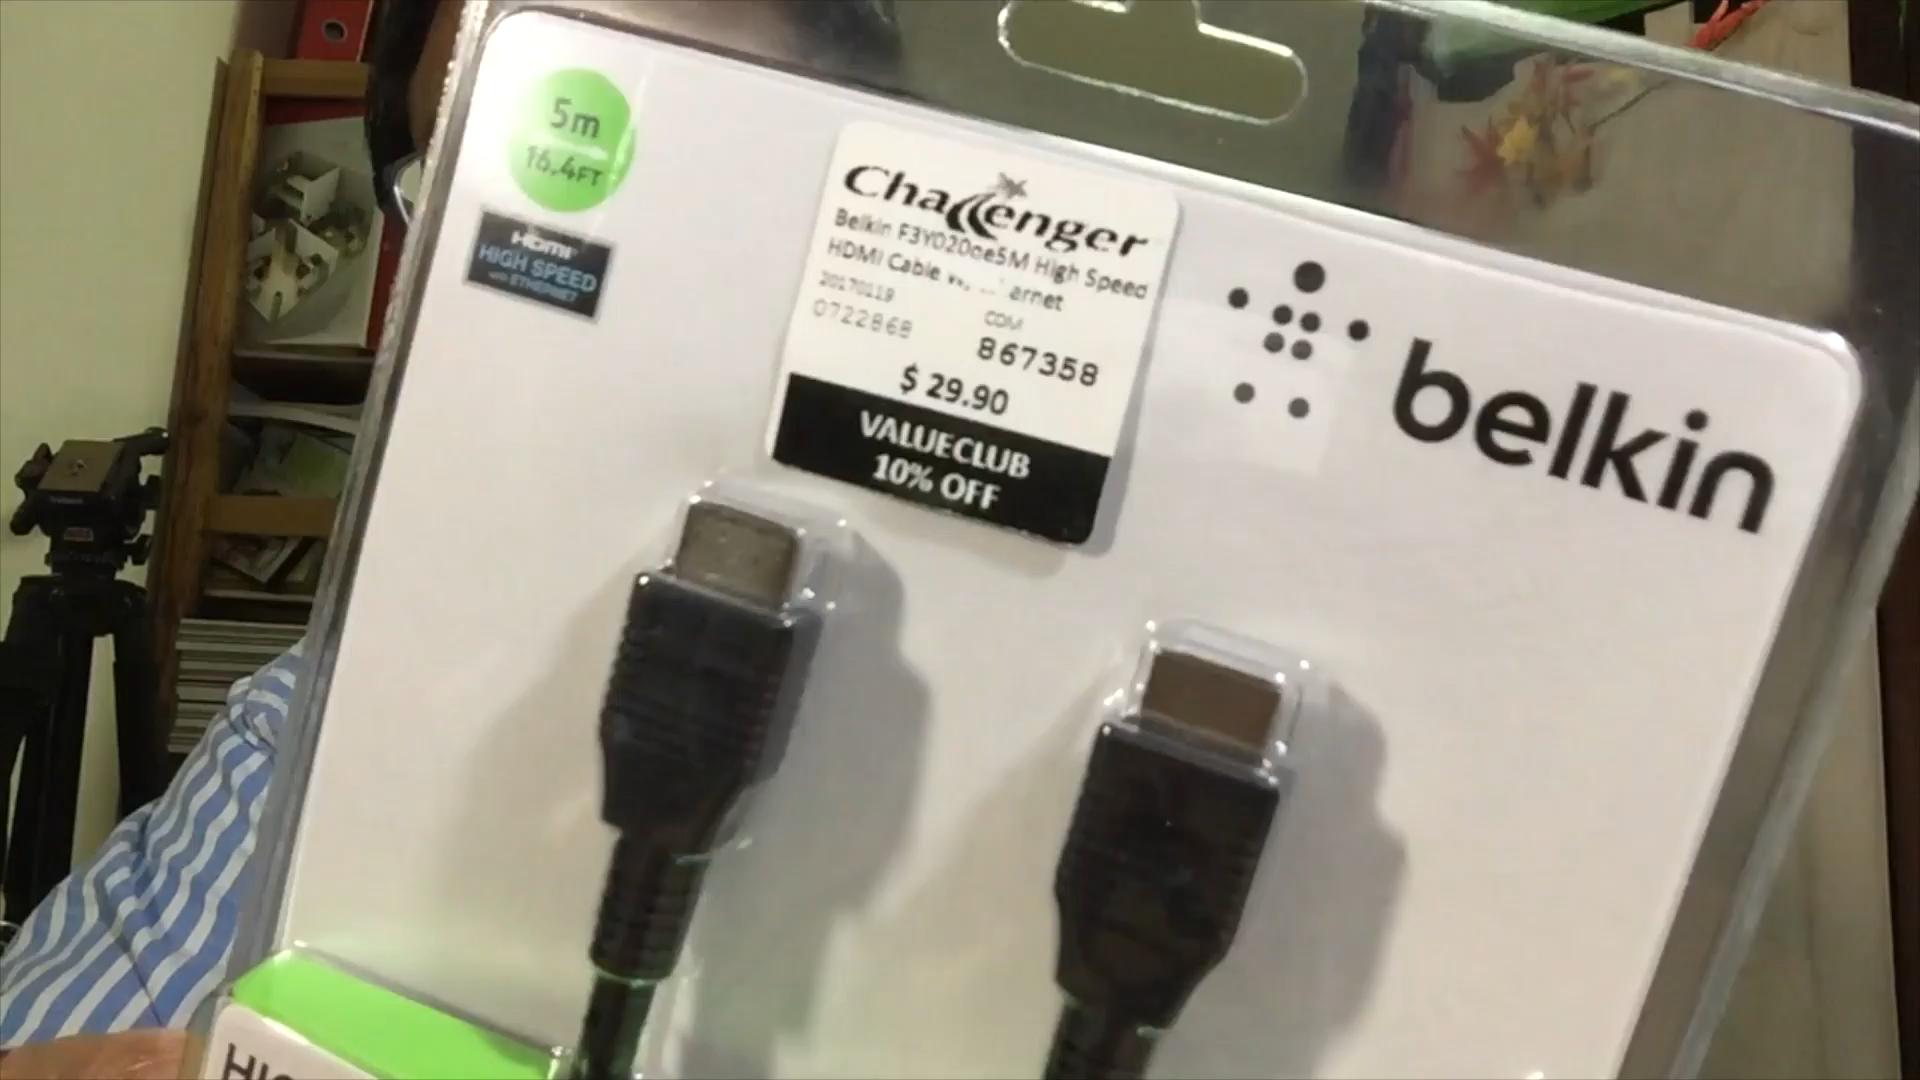 5m
16.4FT
HDMI
HIGH SPEED
with ETHERNET
Challenger
Belkin F3Y020 High Speed
HDMI Cable
20170119
0722868
COM
867358
$ 29.90
VALUECLUB
10% OFF
belkin